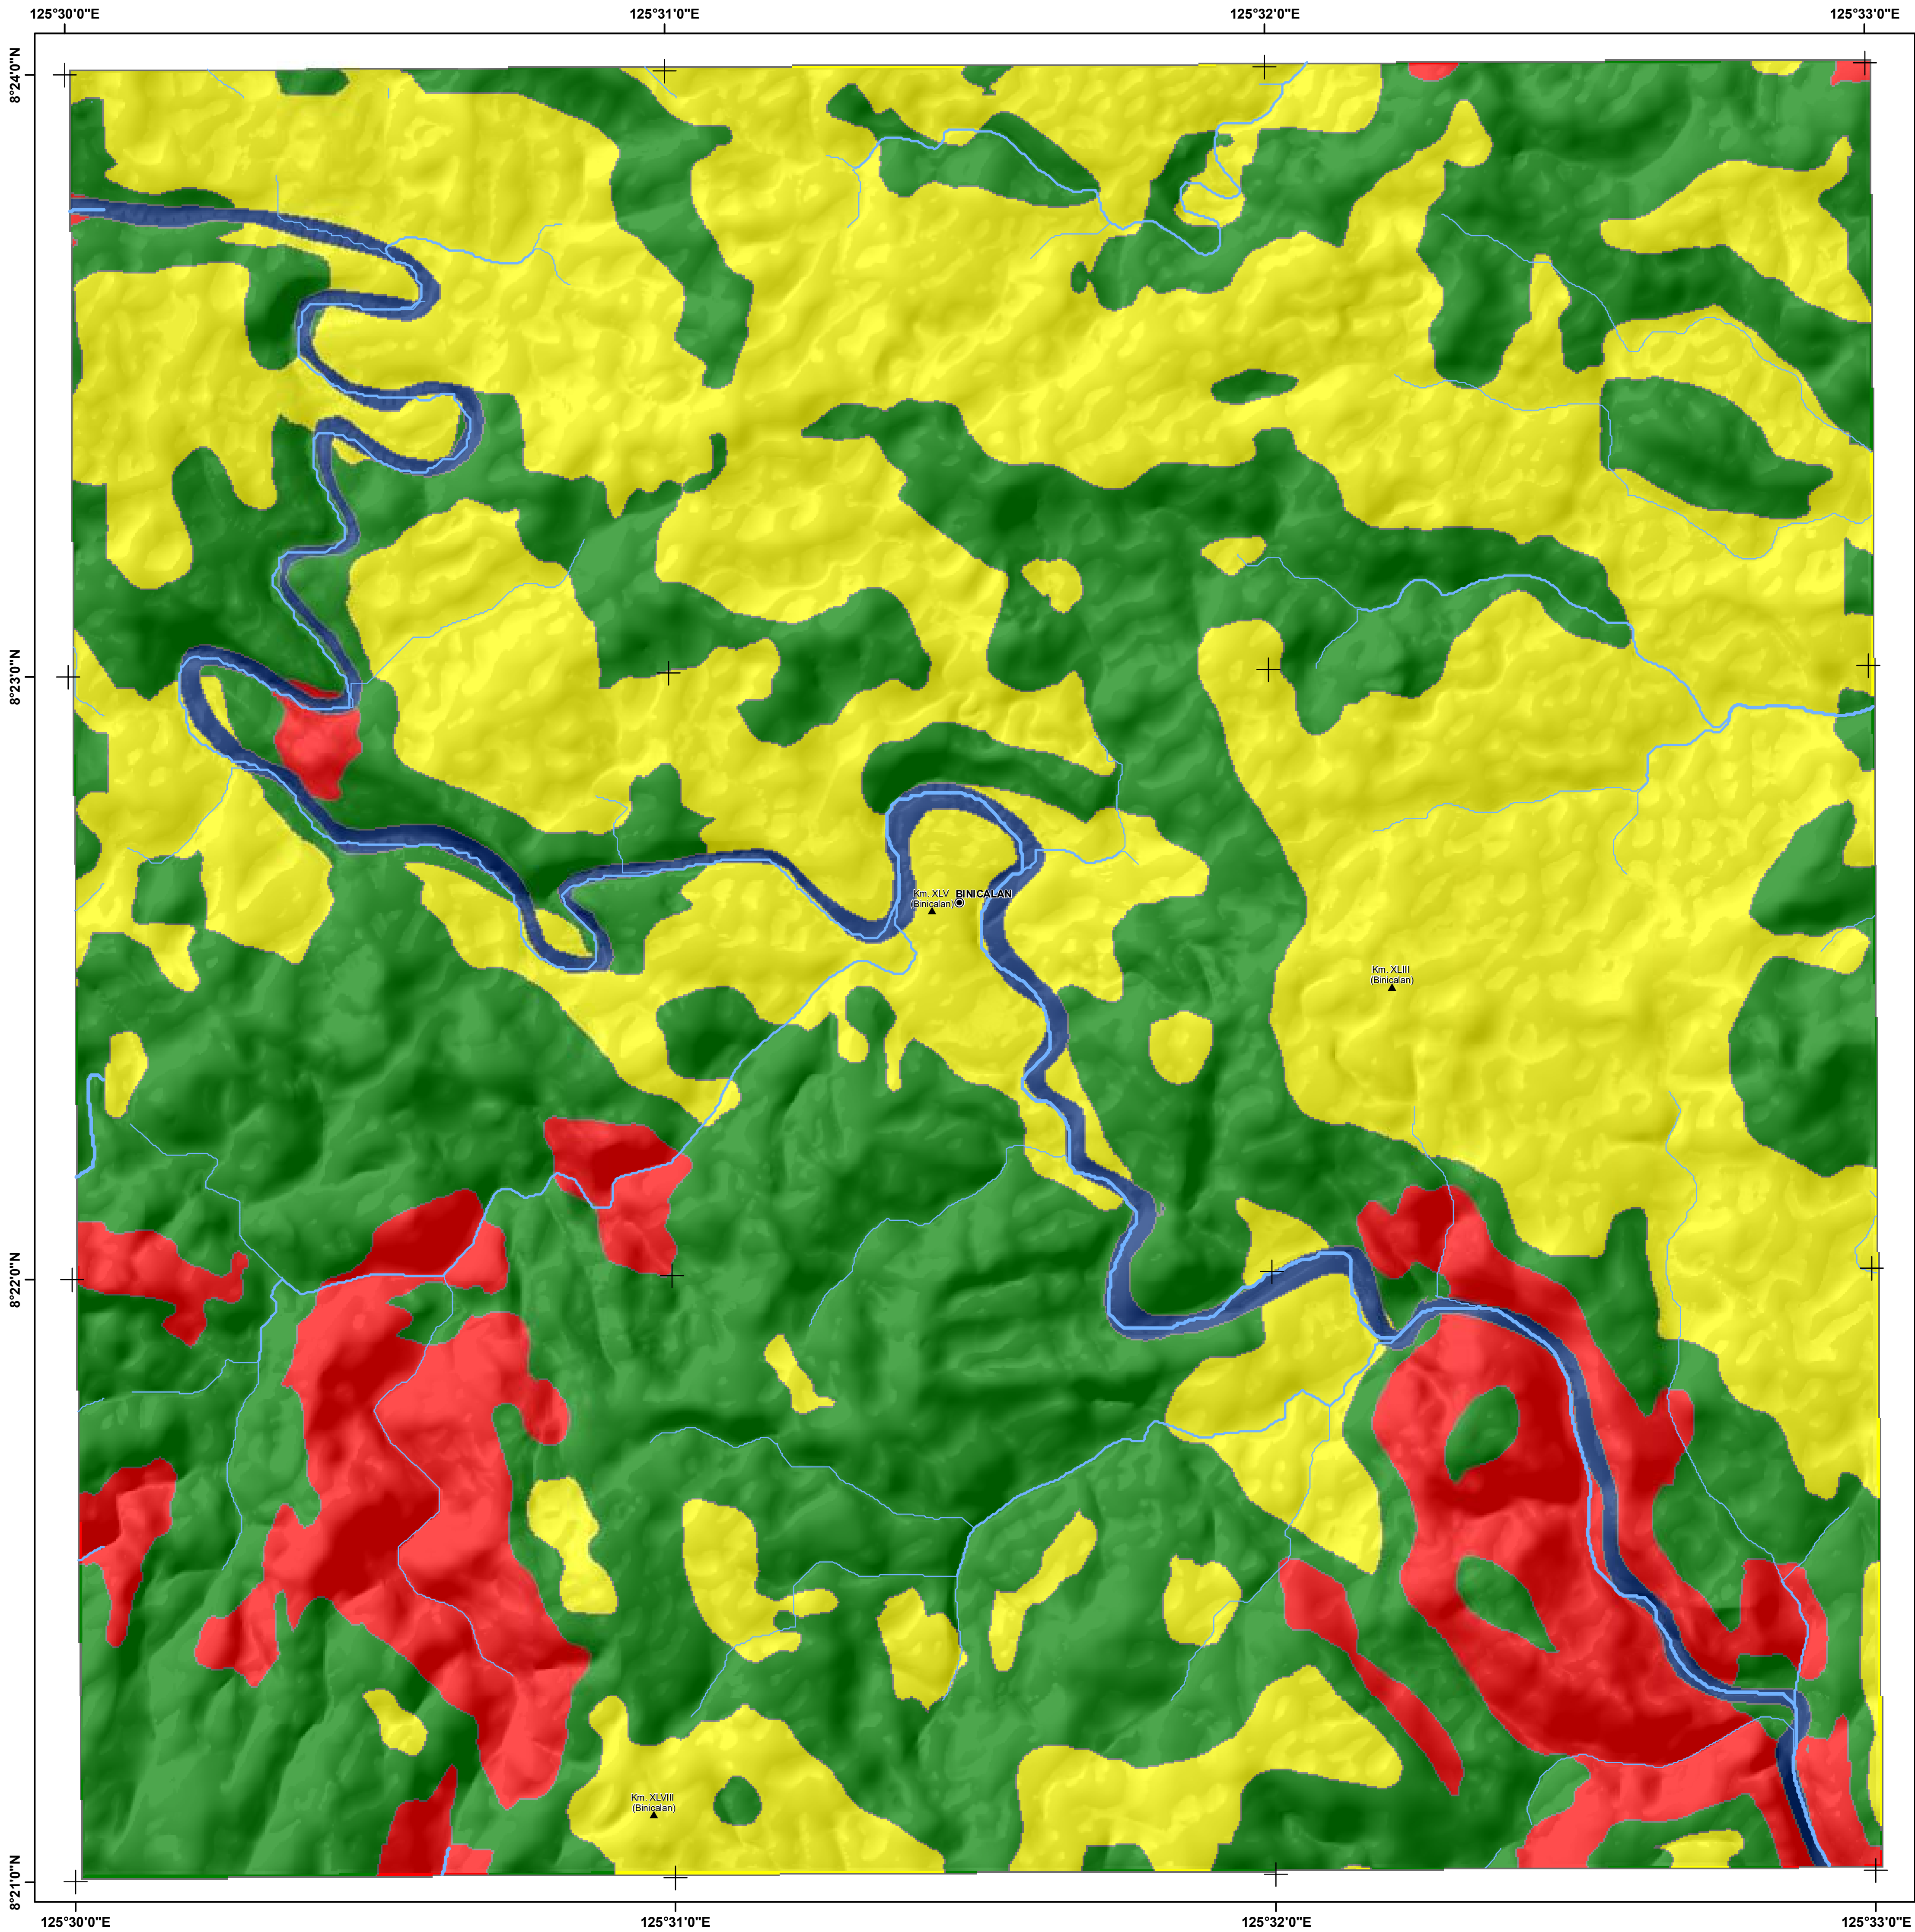 125°30'0"E 125°31'0"E 125°32'0"E 125°33'0"E
8°24'0"N
8°23'0"N
Km. XLV BINICALAN
(Binicalan)
Km. XLIII
(Binicalan)
8°22'0"N
Km. XLVIII
(Binicalan)
8°21'0"N
125°30'0"E 125°31'0"E 125°32'0"E 125°33'0"E